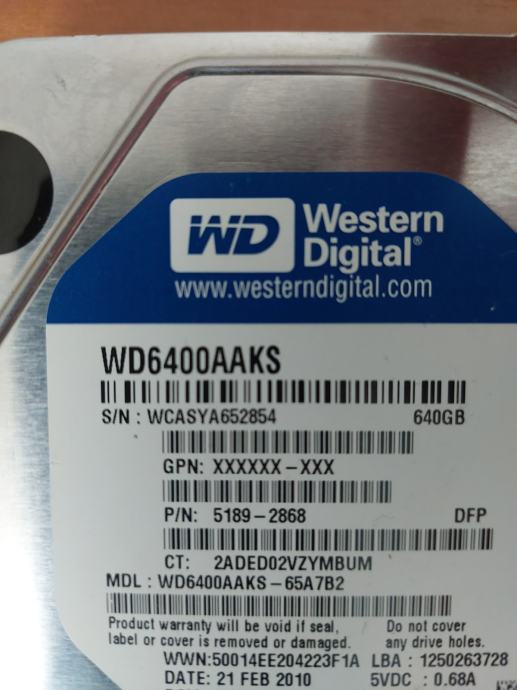 WD Western
Digital®
www.westerndigital.com
WD6400AAKS
S/N : WCASYA652854 640GB
GPN: XXXXXX-XXX
P/N: 5189-2868 DFP
CT: 2ADED02VZYMBUM
MDL : WD6400AAKS-65A7B2
Product warranty will be void if seal, Do not cover
label or cover is removed or damaged. any drive holes.
WWN:50014EE204223F1A LBA : 1250263728
DATE: 21 FEB 2010 5VDC : 0.68A